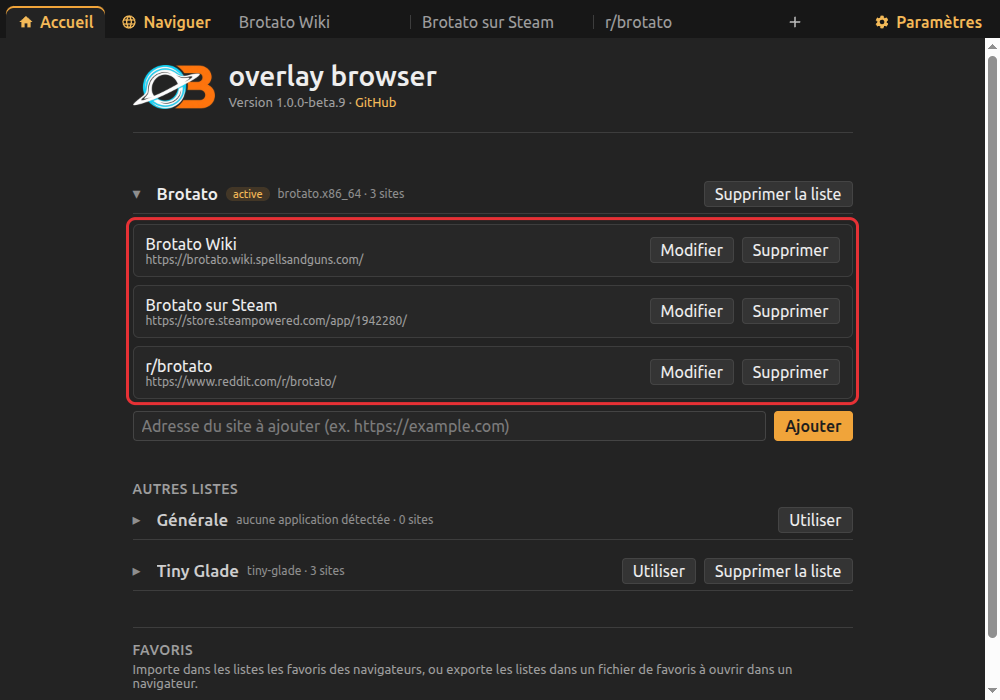 Accueil Naviguer Brotato Wiki Brotato sur Steam r/brotato + Paramètres
overlay browser
Version 1.0.0-beta.9 · GitHub
Brotato active brotato.x86_64 · 3 sites Supprimer la liste
Brotato Wiki
https://brotato.wiki.spellsandguns.com/
Modifier Supprimer
Brotato sur Steam
https://store.steampowered.com/app/1942280/
Modifier Supprimer
r/brotato
https://www.reddit.com/r/brotato/
Modifier Supprimer
Adresse du site à ajouter (ex. https://example.com) Ajouter
AUTRES LISTES
Générale aucune application détectée · 0 sites Utiliser
Tiny Glade tiny-glade · 3 sites Utiliser Supprimer la liste
FAVORIS
Importe dans les listes les favoris des navigateurs, ou exporte les listes dans un fichier de favoris à ouvrir dans un
navigateur.